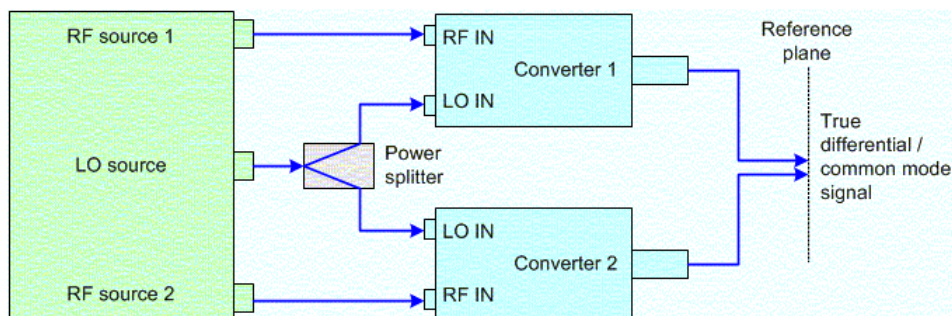 RF source 1
LO source
RF source 2
Power
splitter
RF IN
Converter 1
LO IN
LO IN
Converter 2
RF IN
Reference
plane
True
differential /
common mode
signal